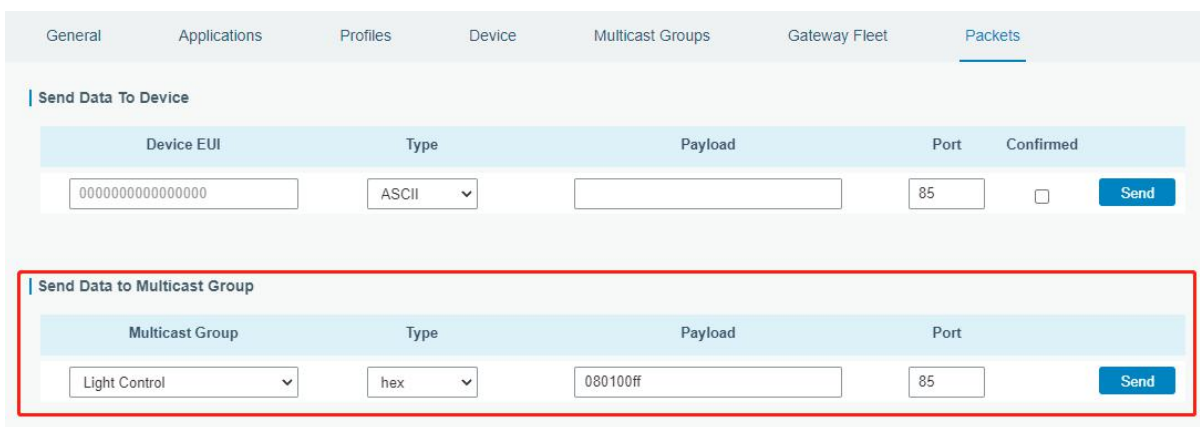 General Applications Profiles Device Multicast Groups Gateway Fleet Packets
Send Data To Device
Device EUI Type Payload Port Confirmed
0000000000000000 ASCII 85 Send
Send Data to Multicast Group
Multicast Group Type Payload Port
Light Control hex 080100ff 85 Send